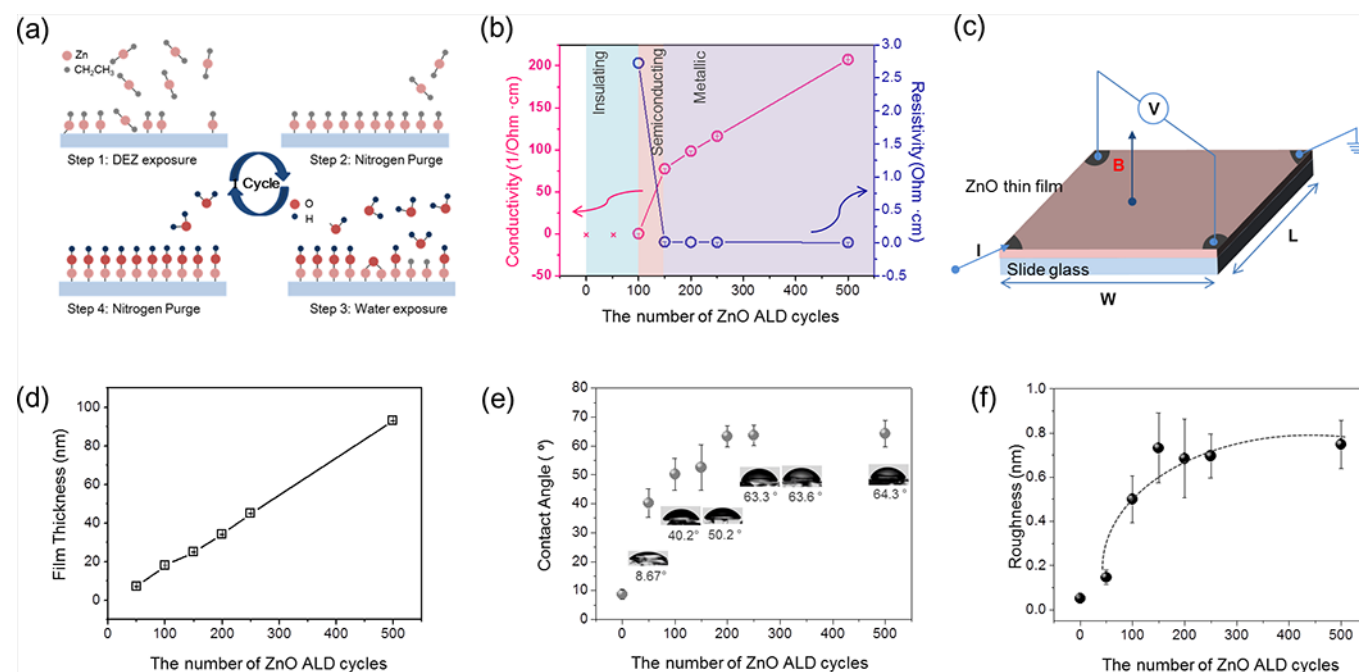 (a)
Zn
CH₂CH₃
Step 1: DEZ exposure
Step 2: Nitrogen Purge
1 Cycle
O
H
Step 4: Nitrogen Purge
Step 3: Water exposure
(b)
Conductivity (1/Ohm ·cm)
200
150
100
50
0
-50
Insulating
Semiconducting
Metallic
3.0
2.5
2.0
1.5
1.0
0.5
0.0
-0.5
Resistivity (Ohm ·cm)
0 100 200 300 400 500
The number of ZnO ALD cycles
(c)
V
B
ZnO thin film
I
L
Slide glass
W
(d)
Film Thickness (nm)
100
80
60
40
20
0
0 100 200 300 400 500
The number of ZnO ALD cycles
(e)
Contact Angle ( º)
80
70
60
50
40
30
20
10
0
63.3 °
63.6 °
64.3 °
40.2°
50.2 °
8.67°
0 100 200 300 400 500
The number of ZnO ALD cycles
(f)
Roughness (nm)
1.0
0.8
0.6
0.4
0.2
0.0
0 100 200 300 400 500
The number of ZnO ALD cycles